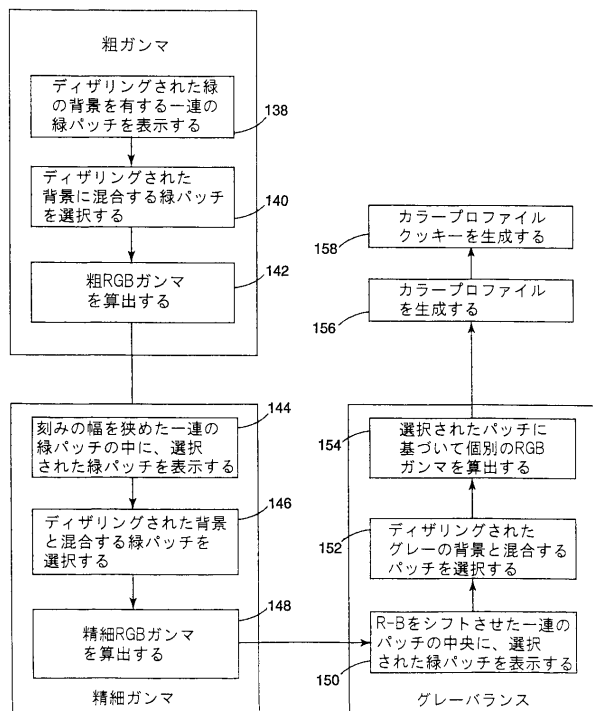 粗ガンマ
ディザリングされた緑
の背景を有する一連の
緑パッチを表示する
138
ディザリングされた
背景に混合する緑パッチ
を選択する
140
粗RGBガンマ
を算出する
142
刻みの幅を狭めた一連の
緑パッチの中に、選択
された緑パッチを表示する
144
ディザリングされた背景
と混合する緑パッチを
選択する
146
精細RGBガンマ
を算出する
148
精細ガンマ
R-Bをシフトさせた一連の
パッチの中央に、選択
された緑パッチを表示する
150
ディザリングされた
グレーの背景と混合する
パッチを選択する
152
選択されたパッチに
基づいて個別のRGB
ガンマを算出する
154
グレーバランス
カラープロファイル
を生成する
156
カラープロファイル
クッキーを生成する
158